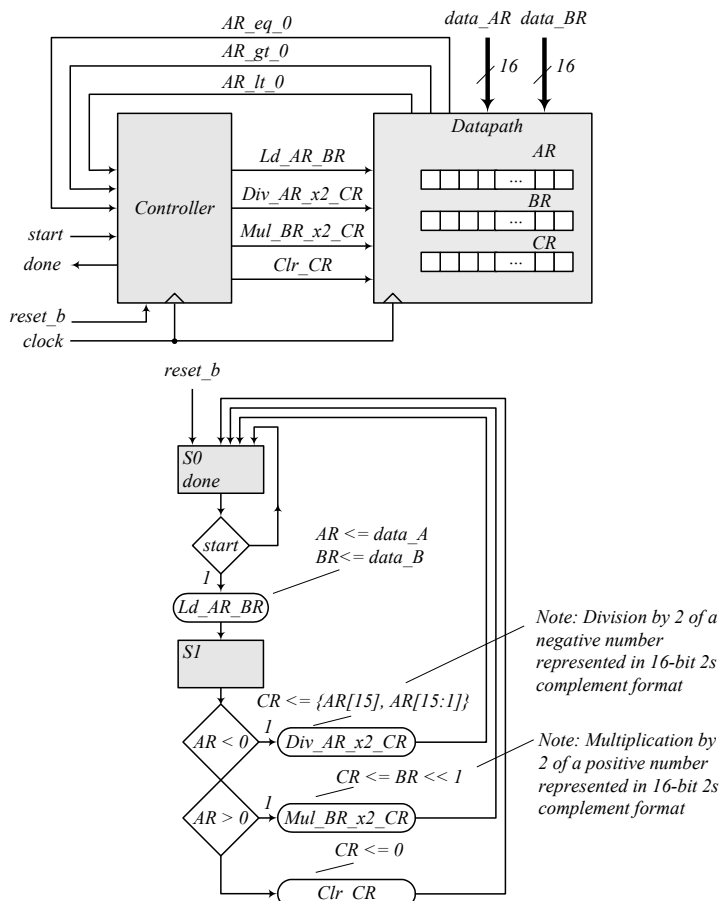 AR_eq_0
data_AR data_BR
AR_gt_0
16 16
AR_lt_0
Datapath
AR
...
BR
...
CR
...
Ld_AR_BR
Div_AR_x2_CR
Mul_BR_x2_CR
Clr_CR
Controller
start
done
reset_b
clock
reset_b
S0
done
start
1
AR <= data_A
BR<= data_B
Ld_AR_BR
S1
Note: Division by 2 of a
negative number
represented in 16-bit 2s
complement format
CR <= {AR[15], AR[15:1]}
AR < 0
1
Div_AR_x2_CR
Note: Multiplication by
2 of a positive number
represented in 16-bit 2s
complement format
CR <= BR << 1
AR > 0
1
Mul_BR_x2_CR
CR <= 0
Clr_CR